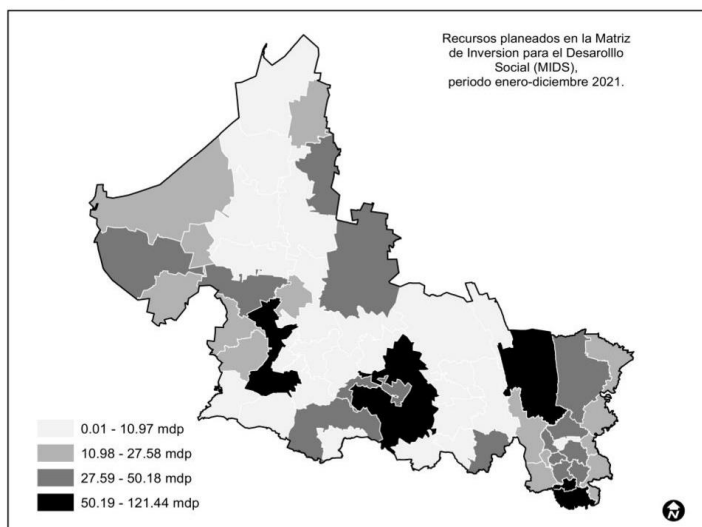 Recursos planeados en la Matriz
de Inversion para el Desarolllo
Social (MIDS),
periodo enero-diciembre 2021.
0.01 - 10.97 mdp
10.98 - 27.58 mdp
27.59 - 50.18 mdp
50.19 - 121.44 mdp
N